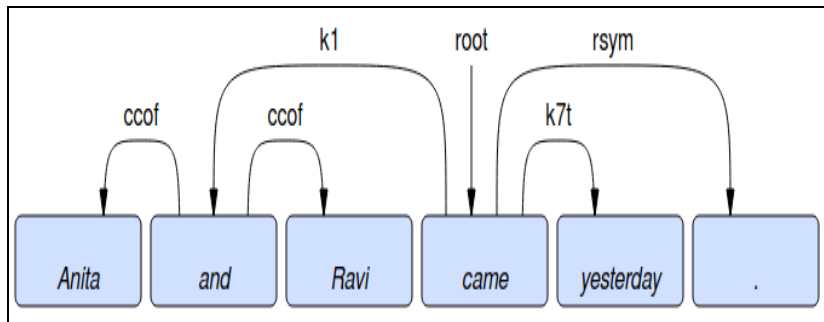 k1 root rsym
ccof ccof k7t
Anita and Ravi came yesterday .